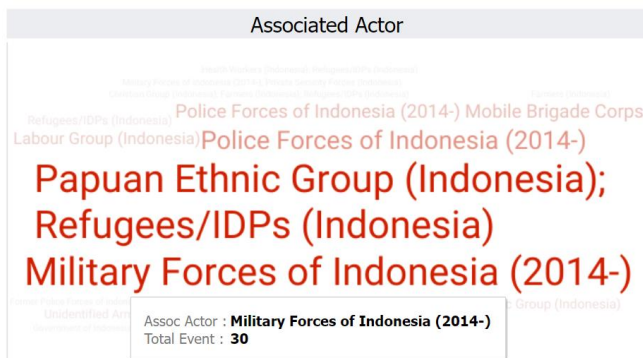 Associated Actor
Refugees/IDPs (Indonesia)
Police Forces of Indonesia (2014-) Mobile Brigade Corps
Labour Group (Indonesia)
Police Forces of Indonesia (2014-)
Papuan Ethnic Group (Indonesia);
Refugees/IDPs (Indonesia)
Military Forces of Indonesia (2014-)
Group (Indonesia)
Unidentified
Assoc Actor : Military Forces of Indonesia (2014-)
Total Event : 30